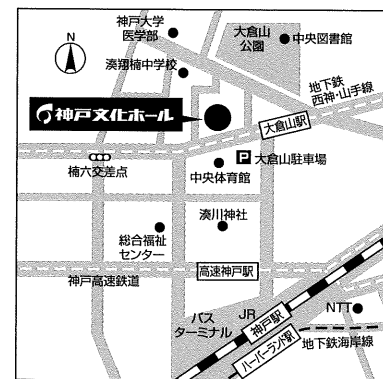 N
神戸大学
医学部
大倉山
公園
中央図書館
湊翔楠中学校
地下鉄
西神・山手線
神戸文化ホール
大倉山駅
P 大倉山駐車場
楠六交差点
中央体育館
湊川神社
総合福祉
センター
高速神戸駅
神戸高速鉄道
バス
ターミナル
JR
神戸駅
NTT
ハーバーランド駅
地下鉄海岸線